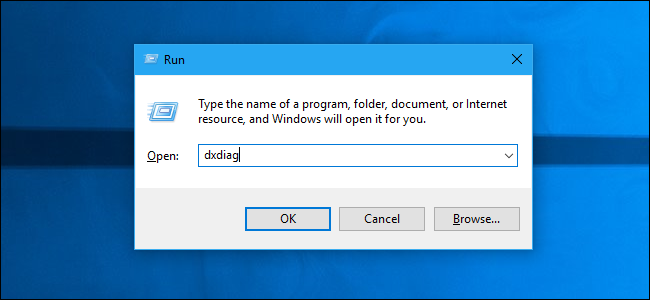 Run
Type the name of a program, folder, document, or Internet
resource, and Windows will open it for you.
Open: dxdiag
OK Cancel Browse...